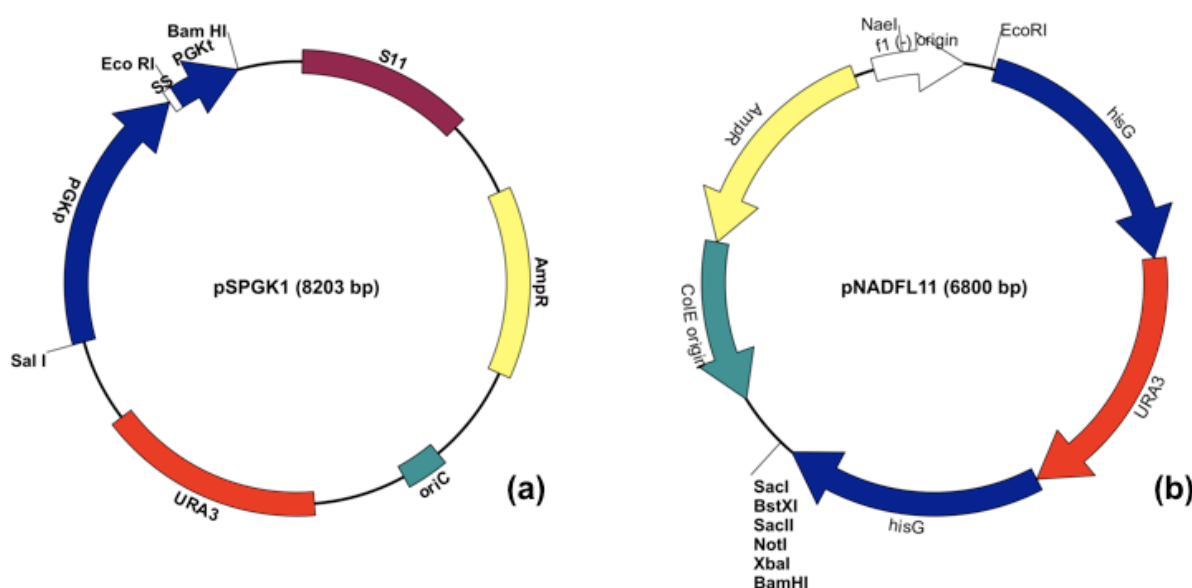 Bam HI
Eco RI
SS
PGKt
S11
PGKp
AmpR
pSPGK1 (8203 bp)
Sal I
URA3
oriC
(a)
NaeI
f1 (-) origin
EcoRI
hisG
AmpR
pNADFL11 (6800 bp)
ColE origin
URA3
hisG
SacI
BstXI
SacII
NotI
XbaI
BamHI
(b)